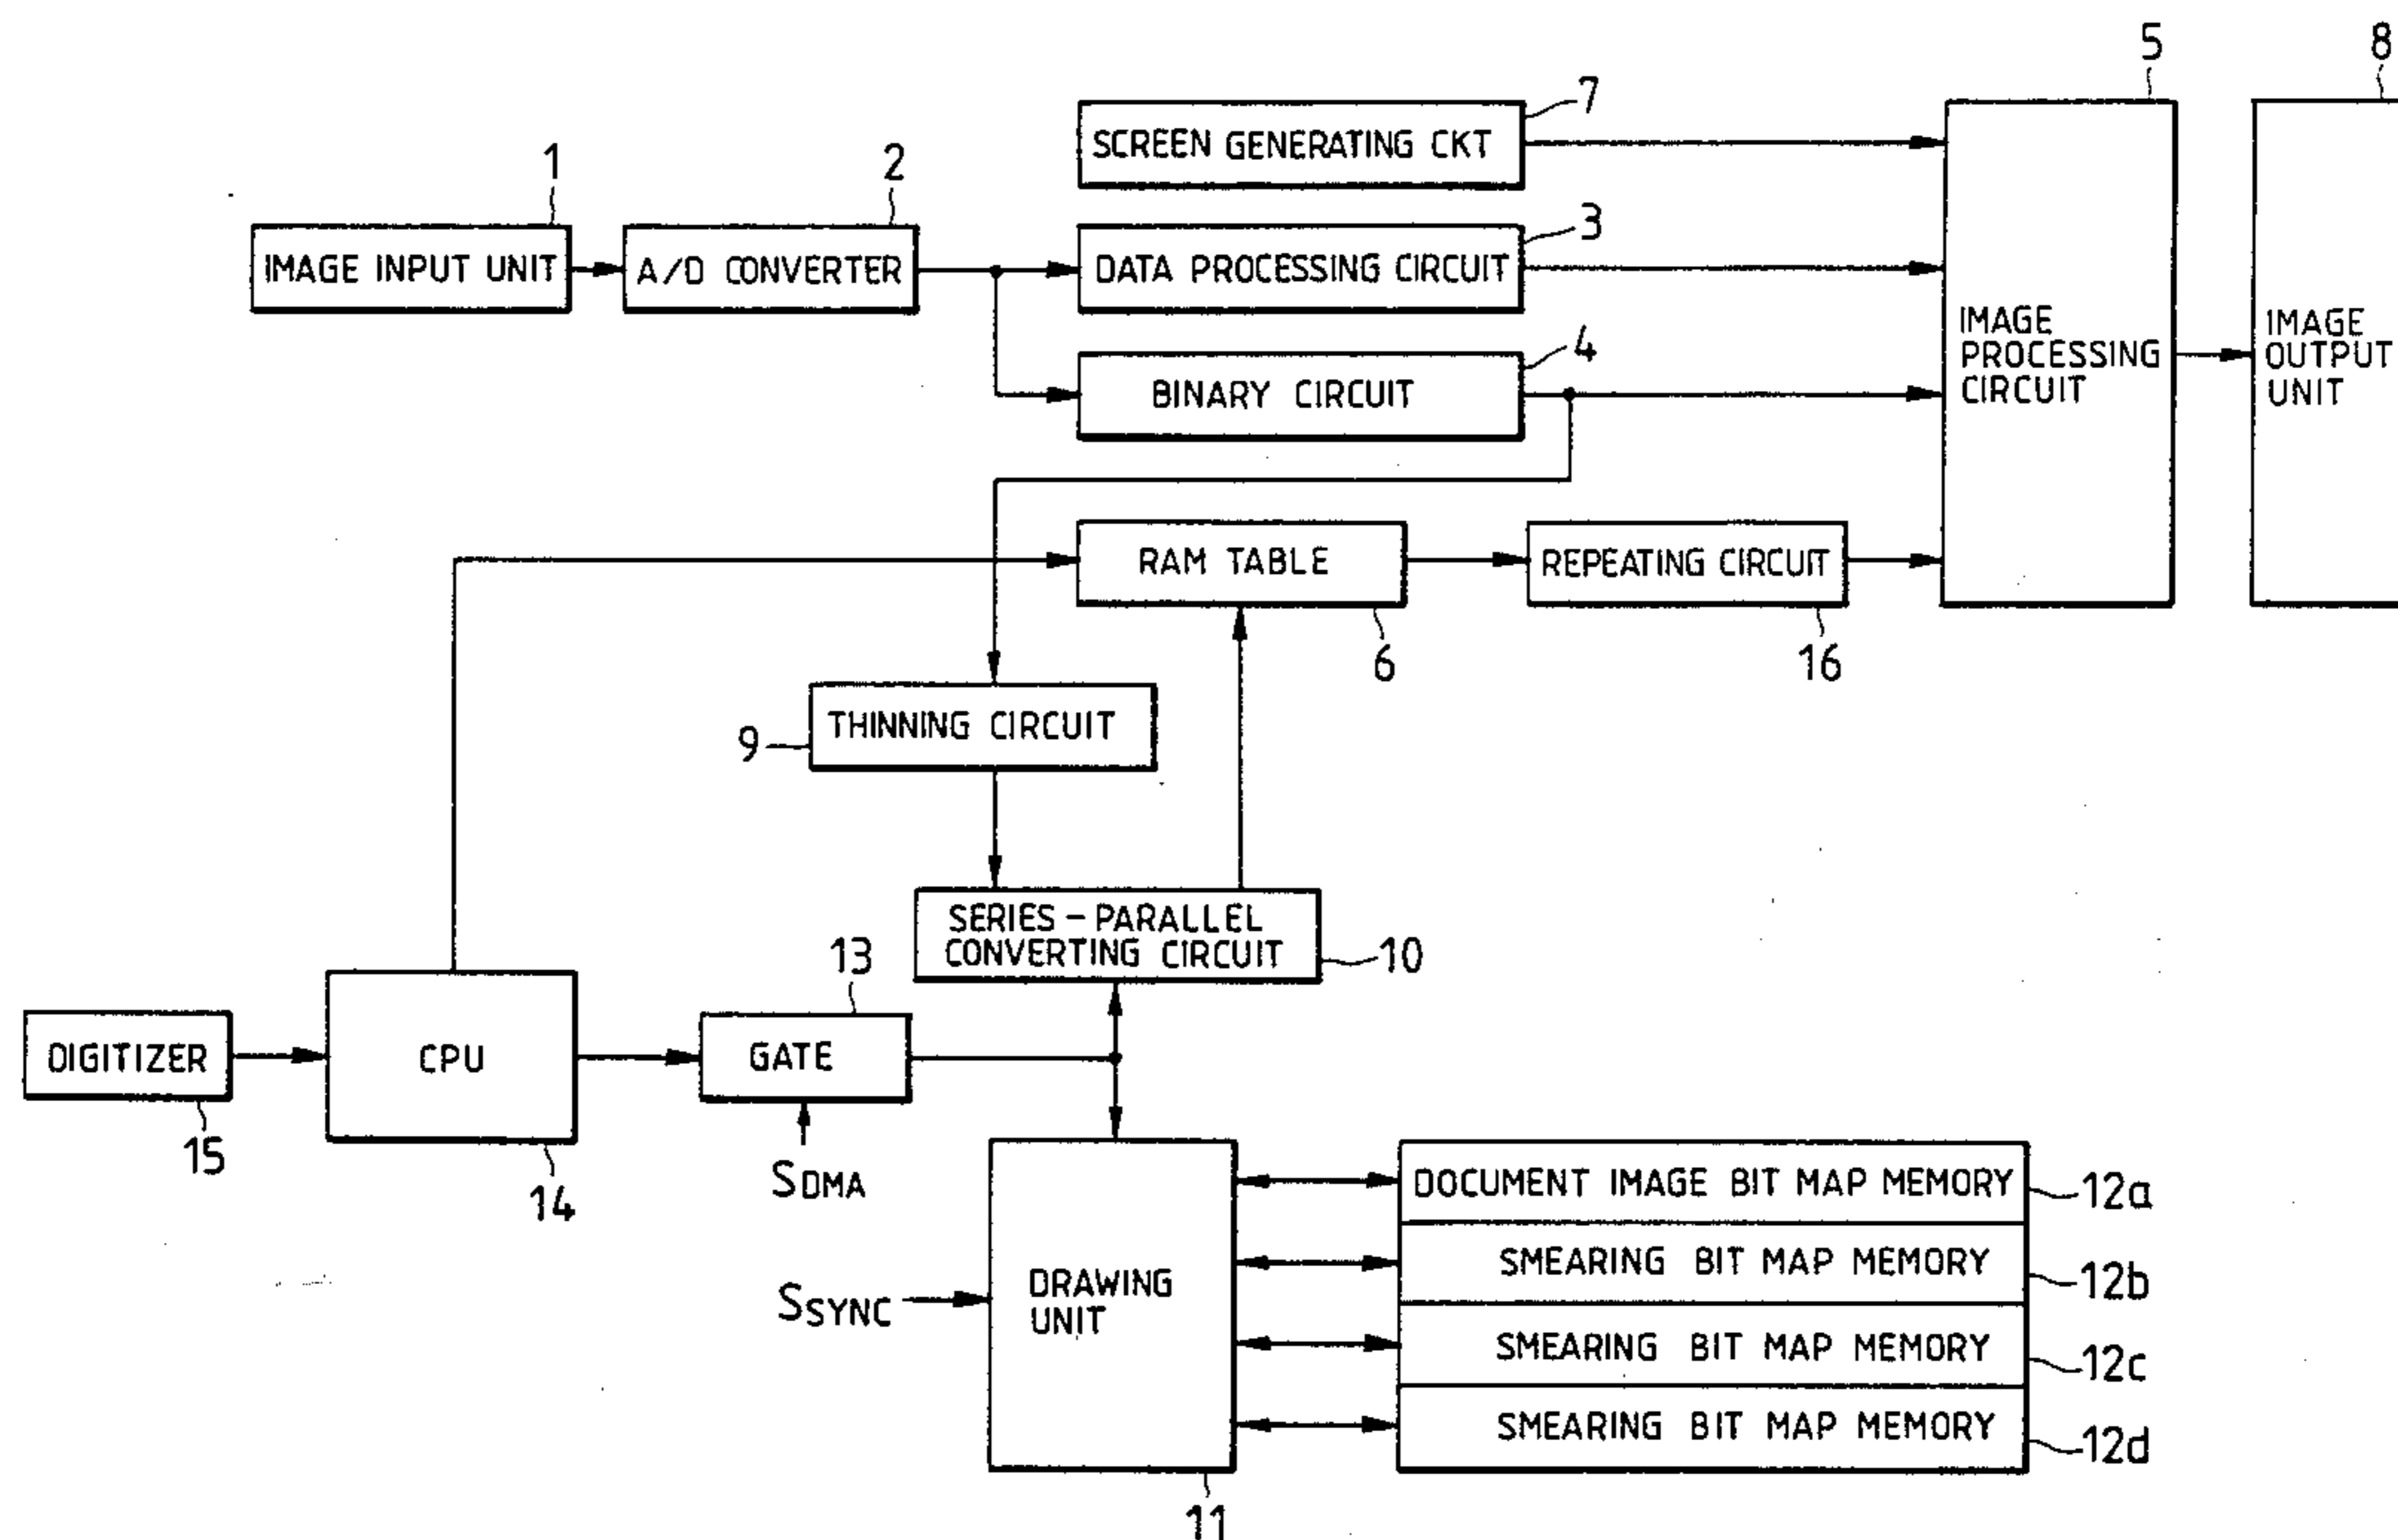 5
8
7
SCREEN GENERATING CKT
1
2
3
IMAGE INPUT UNIT
A/D CONVERTER
DATA PROCESSING CIRCUIT
IMAGE
PROCESSING
CIRCUIT
IMAGE
OUTPUT
UNIT
4
BINARY CIRCUIT
RAM TABLE
REPEATING CIRCUIT
6
16
THINNING CIRCUIT
9
SERIES-PARALLEL
CONVERTING CIRCUIT
10
13
DIGITIZER
CPU
GATE
15
14
SDMA
DOCUMENT IMAGE BIT MAP MEMORY
12a
SMEARING BIT MAP MEMORY
12b
SSYNC
DRAWING
UNIT
SMEARING BIT MAP MEMORY
12c
SMEARING BIT MAP MEMORY
12d
11